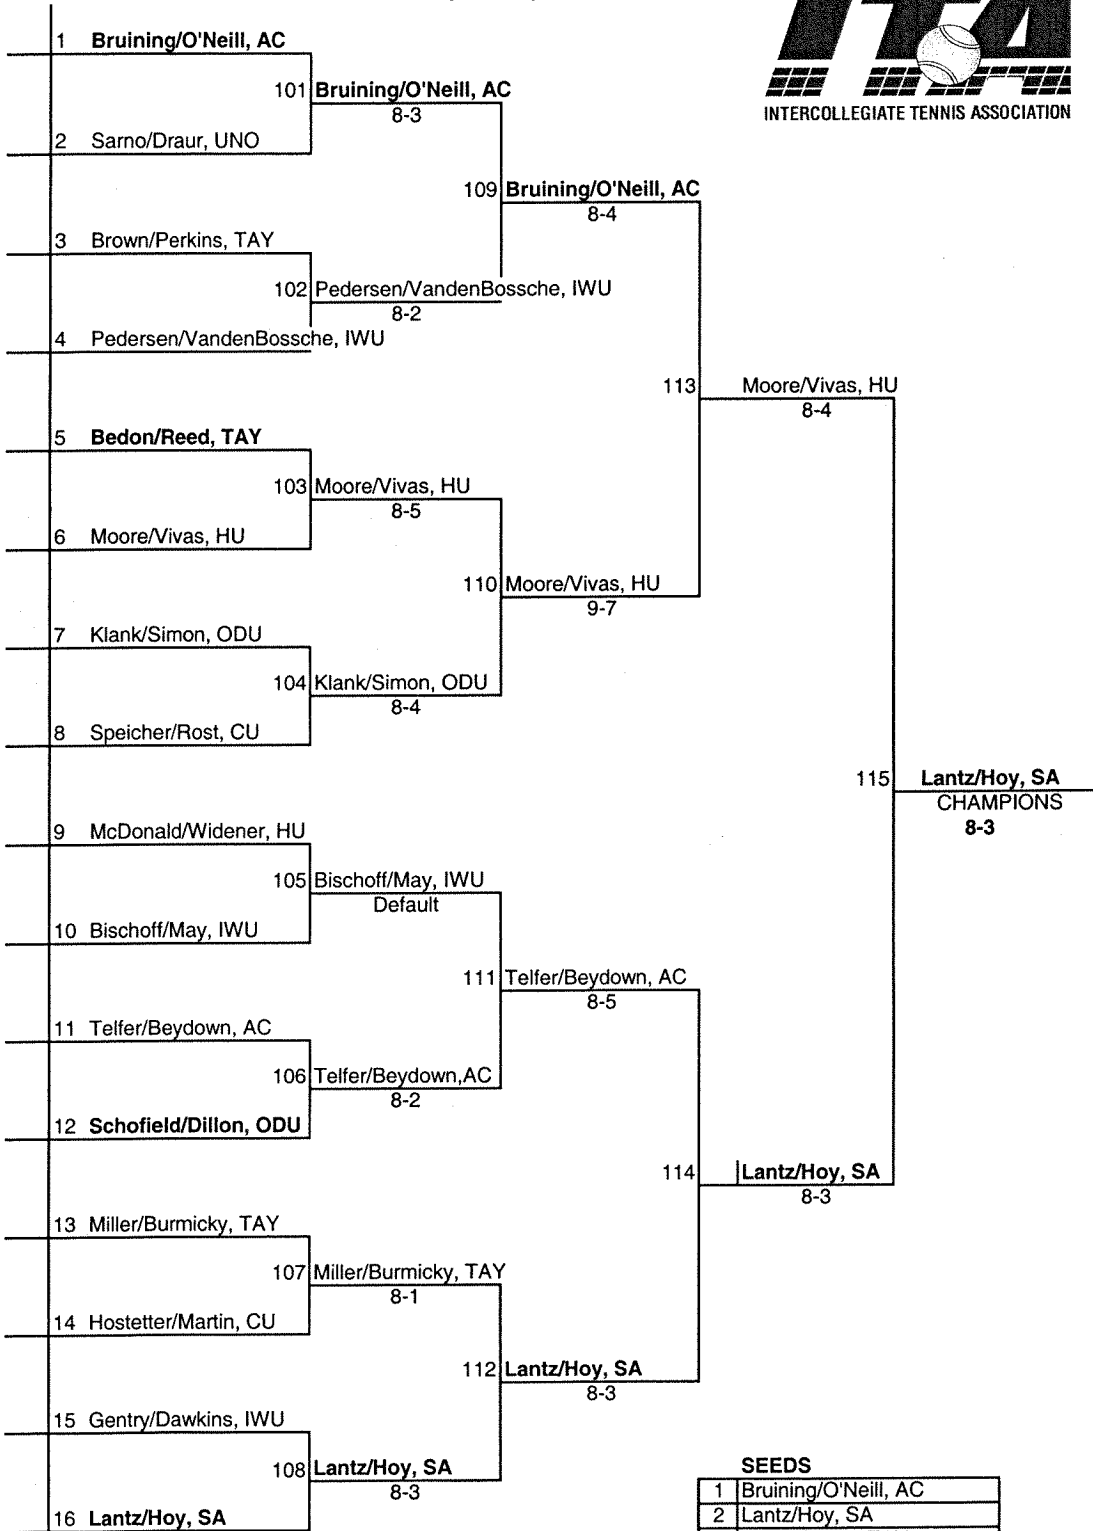 ITA
INTERCOLLEGIATE TENNIS ASSOCIATION
1 Bruining/O'Neill, AC
101 Bruining/O'Neill, AC
8-3
2 Sarno/Draur, UNO
109 Bruining/O'Neill, AC
8-4
3 Brown/Perkins, TAY
102 Pedersen/VandenBossche, IWU
8-2
4 Pedersen/VandenBossche, IWU
113 Moore/Vivas, HU
8-4
5 Bedon/Reed, TAY
103 Moore/Vivas, HU
8-5
6 Moore/Vivas, HU
110 Moore/Vivas, HU
9-7
7 Klank/Simon, ODU
104 Klank/Simon, ODU
8-4
8 Speicher/Rost, CU
115 Lantz/Hoy, SA
CHAMPIONS
8-3
9 McDonald/Widener, HU
105 Bischoff/May, IWU
Default
10 Bischoff/May, IWU
111 Telfer/Beydown, AC
8-5
11 Telfer/Beydown, AC
106 Telfer/Beydown,AC
8-2
12 Schofield/Dillon, ODU
114 Lantz/Hoy, SA
8-3
13 Miller/Burmicky, TAY
107 Miller/Burmicky, TAY
8-1
14 Hostetter/Martin, CU
112 Lantz/Hoy, SA
8-3
15 Gentry/Dawkins, IWU
108 Lantz/Hoy, SA
8-3
16 Lantz/Hoy, SA
SEEDS
1 Bruining/O'Neill, AC
2 Lantz/Hoy, SA